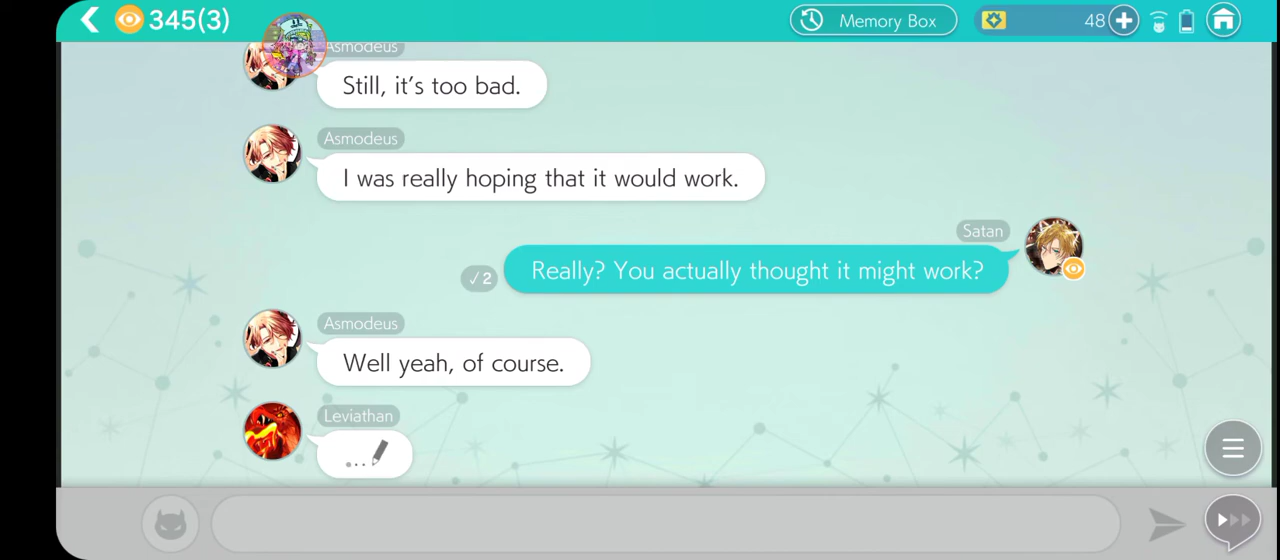 345(3)
Memory Box
48
Asmodeus
Still, it's too bad.
Asmodeus
I was really hoping that it would work.
Satan
Really? You actually thought it might work?
✓2
Asmodeus
Well yeah, of course.
Leviathan
...